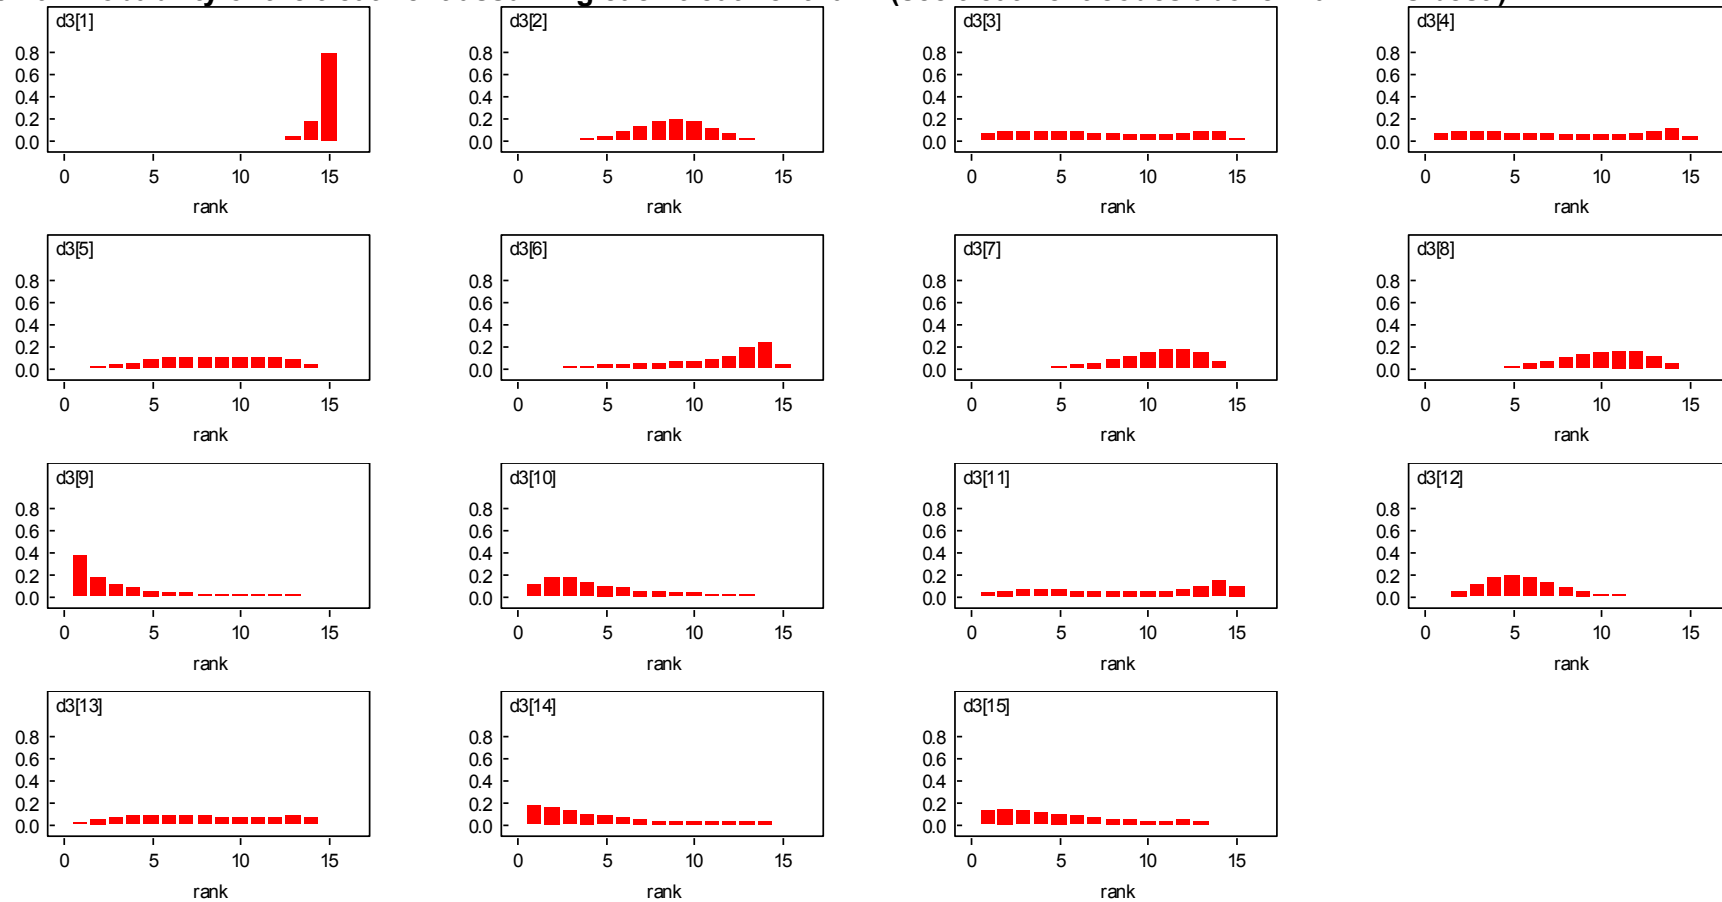 d3[1] d3[2] d3[3] d3[4]
0.8 0.8 0.8 0.8
0.6 0.6 0.6 0.6
0.4 0.4 0.4 0.4
0.2 0.2 0.2 0.2
0.0 0.0 0.0 0.0
0 5 10 15 0 5 10 15 0 5 10 15 0 5 10 15
rank rank rank rank
d3[5] d3[6] d3[7] d3[8]
0.8 0.8 0.8 0.8
0.6 0.6 0.6 0.6
0.4 0.4 0.4 0.4
0.2 0.2 0.2 0.2
0.0 0.0 0.0 0.0
0 5 10 15 0 5 10 15 0 5 10 15 0 5 10 15
rank rank rank rank
d3[9] d3[10] d3[11] d3[12]
0.8 0.8 0.8 0.8
0.6 0.6 0.6 0.6
0.4 0.4 0.4 0.4
0.2 0.2 0.2 0.2
0.0 0.0 0.0 0.0
0 5 10 15 0 5 10 15 0 5 10 15 0 5 10 15
rank rank rank rank
d3[13] d3[14] d3[15]
0.8 0.8 0.8
0.6 0.6 0.6
0.4 0.4 0.4
0.2 0.2 0.2
0.0 0.0 0.0
0 5 10 15 0 5 10 15 0 5 10 15
rank rank rank